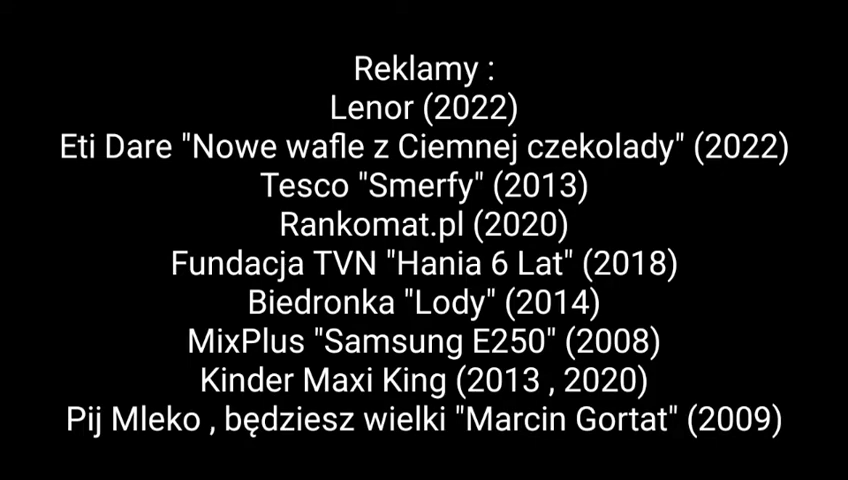 Reklamy :
Lenor (2022)
Eti Dare "Nowe wafle z Ciemnej czekolady" (2022)
Tesco "Smerfy" (2013)
Rankomat.pl (2020)
Fundacja TVN "Hania 6 Lat" (2018)
Biedronka "Lody" (2014)
MixPlus "Samsung E250" (2008)
Kinder Maxi King (2013 , 2020)
Pij Mleko , będziesz wielki "Marcin Gortat" (2009)